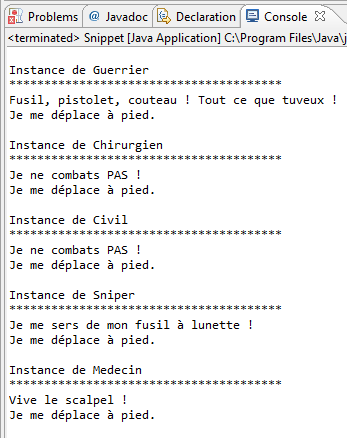 Problems @ Javadoc Declaration Console
<terminated> Snippet [Java Application] C:\Program Files\Java\j
Instance de Guerrier
***************************************
Fusil, pistolet, couteau ! Tout ce que tuveux !
Je me déplace à pied.
Instance de Chirurgien
***************************************
Je ne combats PAS !
Je me déplace à pied.
Instance de Civil
***************************************
Je ne combats PAS !
Je me déplace à pied.
Instance de Sniper
***************************************
Je me sers de mon fusil à lunette !
Je me déplace à pied.
Instance de Medecin
***************************************
Vive le scalpel !
Je me déplace à pied.